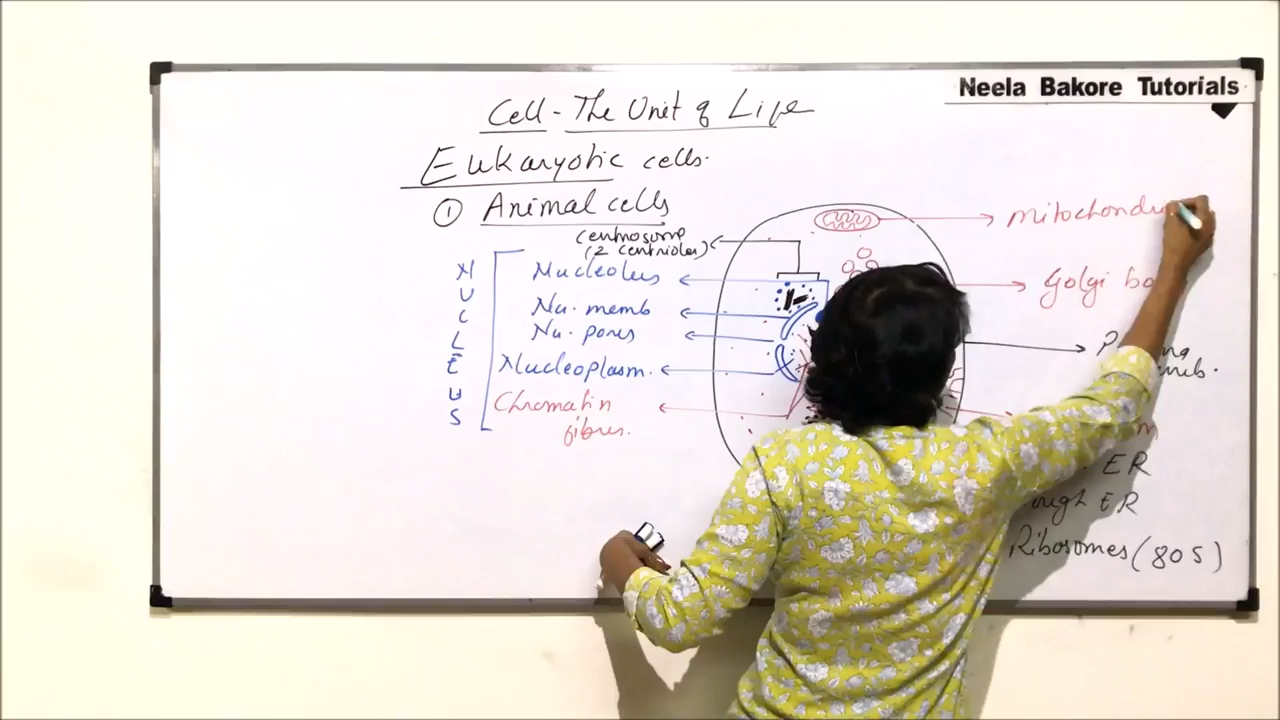 Neela Bakore Tutorials
Cell - The Unit of Life
Eukaryotic cells.
① Animal cells
Centrosome
(2 centrioles)
Nucleolus
Nu. memb
Nu. pores
Nucleoplasm.
Chromatin
fibres.
N
U
C
L
E
U
S
Golgi
ER
ER
Ribosomes (80S)